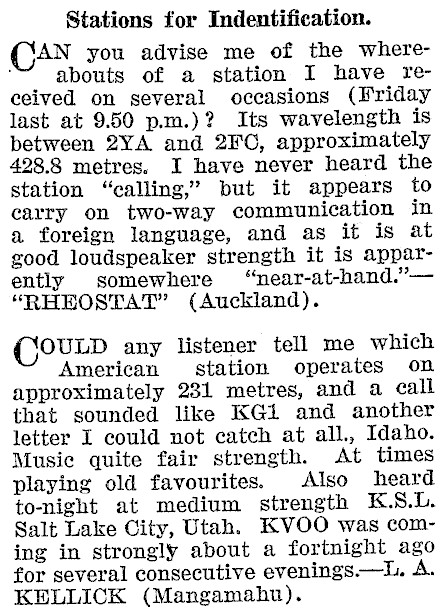 Stations for Indentification.
CAN you advise me of the where-
abouts of a station I have re-
ceived on several occasions (Friday
last at 9.50 p.m.)? Its wavelength is
between 2YA and 2FC, approximately
428.8 metres. I have never heard the
station "calling," but it appears to
carry on two-way communication in
a foreign language, and as it is at
good loudspeaker strength it is appar-
ently somewhere "near-at-hand."—
"RHEOSTAT" (Auckland).
COULD any listener tell me which
American station operates on
approximately 231 metres, and a call
that sounded like KG1 and another
letter I could not catch at all., Idaho.
Music quite fair strength. At times
playing old favourites. Also heard
to-night at medium strength K.S.L.
Salt Lake City, Utah. KVOO was com-
ing in strongly about a fortnight ago
for several consecutive evenings.—L. A.
KELLICK (Mangamahu).